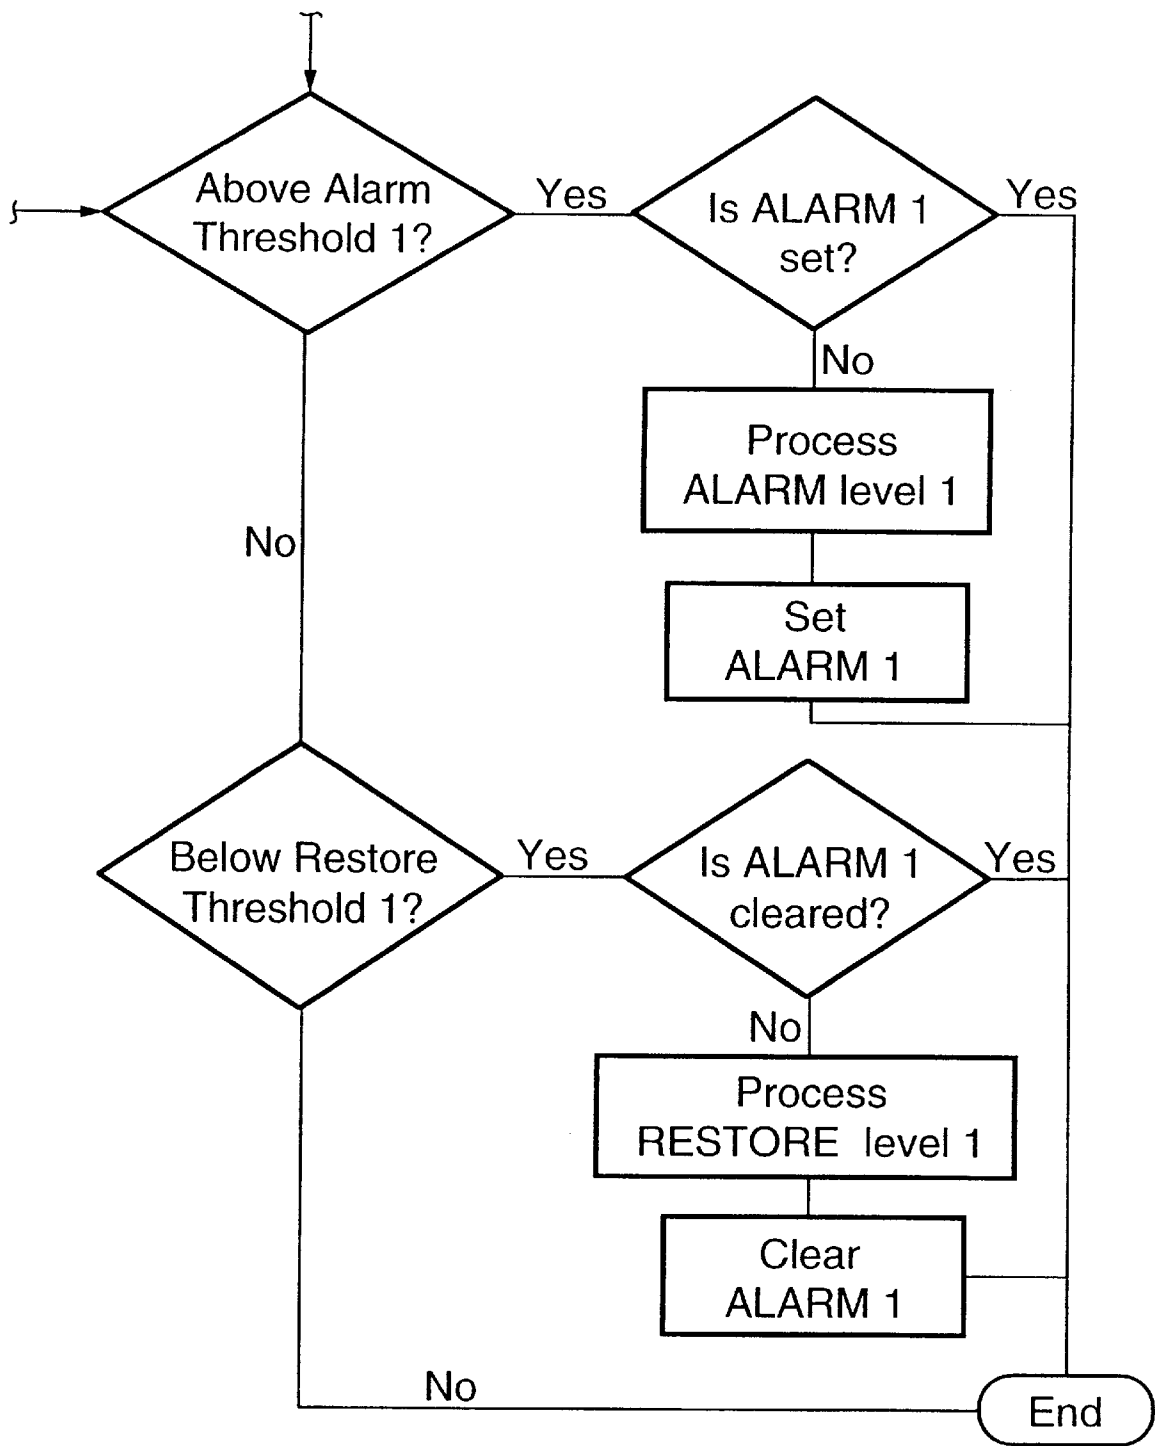 Above Alarm
Threshold 1?
Yes
Is ALARM 1
set?
Yes
No
Process
ALARM level 1
Set
ALARM 1
No
Below Restore
Threshold 1?
Yes
Is ALARM 1
cleared?
Yes
No
Process
RESTORE level 1
Clear
ALARM 1
No
End